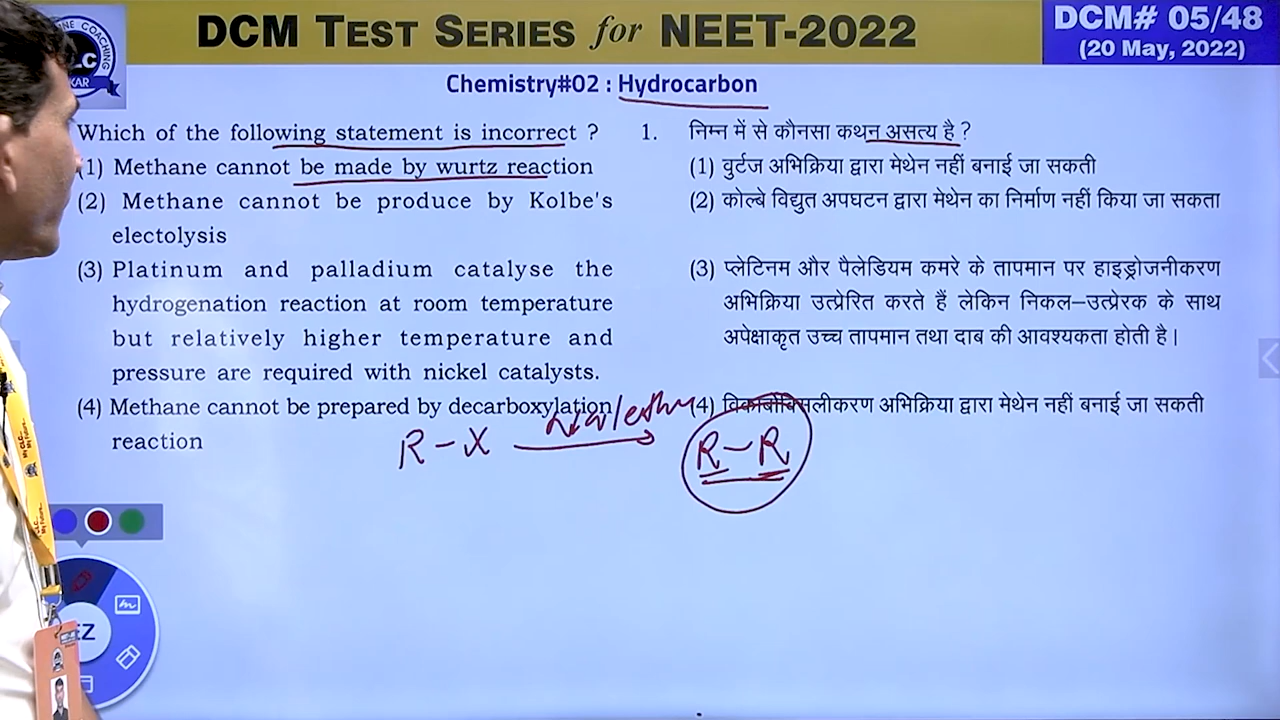 DCM TEST SERIES for NEET-2022
DCM# 05/48
(20 May, 2022)
Chemistry#02 : Hydrocarbon
Which of the following statement is incorrect ?
(1) Methane cannot be made by wurtz reaction
(2) Methane cannot be produce by Kolbe's
electolysis
(3) Platinum and palladium catalyse the
hydrogenation reaction at room temperature
but relatively higher temperature and
pressure are required with nickel catalysts.
(4) Methane cannot be prepared by decarboxylation
reaction
1. निम्न में से कौनसा कथन असत्य है ?
(1) वुर्टज अभिक्रिया द्वारा मेथेन नहीं बनाई जा सकती
(2) कोल्बे विद्युत अपघटन द्वारा मेथेन का निर्माण नहीं किया जा सकता
(3) प्लेटिनम और पैलेडियम कमरे के तापमान पर हाइड्रोजनीकरण
अभिक्रिया उत्प्रेरित करते हैं लेकिन निकल–उत्प्रेरक के साथ
अपेक्षाकृत उच्च तापमान तथा दाब की आवश्यकता होती है।
(4) विकार्बोक्सिलीकरण अभिक्रिया द्वारा मेथेन नहीं बनाई जा सकती
R-X R-R
EZ